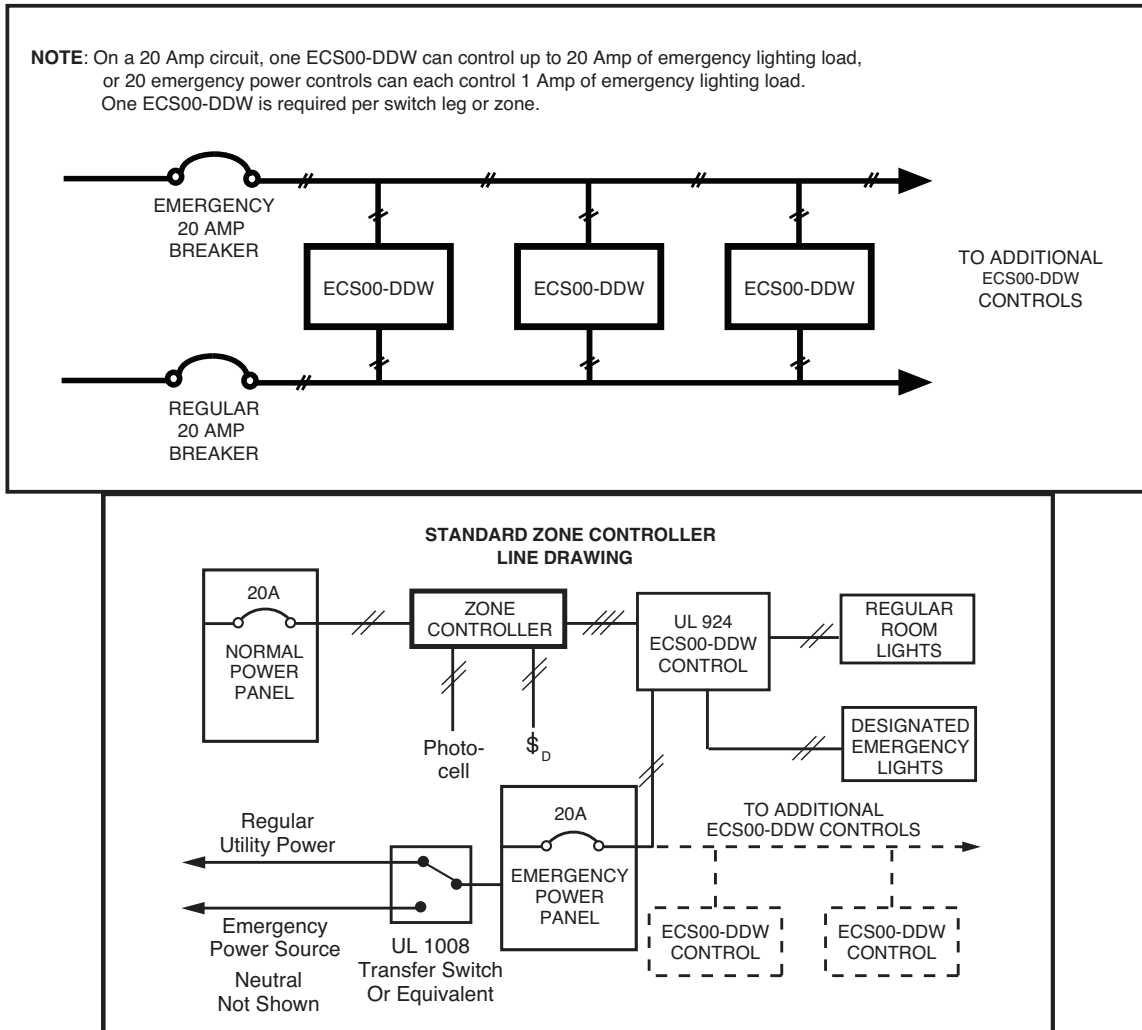 NOTE: On a 20 Amp circuit, one ECS00-DDW can control up to 20 Amp of emergency lighting load,
or 20 emergency power controls can each control 1 Amp of emergency lighting load.
One ECS00-DDW is required per switch leg or zone.
EMERGENCY
20 AMP
BREAKER
ECS00-DDW
ECS00-DDW
ECS00-DDW
TO ADDITIONAL
ECS00-DDW
CONTROLS
REGULAR
20 AMP
BREAKER
STANDARD ZONE CONTROLLER
LINE DRAWING
20A
NORMAL
POWER
PANEL
ZONE
CONTROLLER
UL 924
ECS00-DDW
CONTROL
REGULAR
ROOM
LIGHTS
Photo-
cell
$D
DESIGNATED
EMERGENCY
LIGHTS
Regular
Utility Power
20A
EMERGENCY
POWER
PANEL
TO ADDITIONAL
ECS00-DDW CONTROLS
Emergency
Power Source
Neutral
Not Shown
UL 1008
Transfer Switch
Or Equivalent
ECS00-DDW
CONTROL
ECS00-DDW
CONTROL